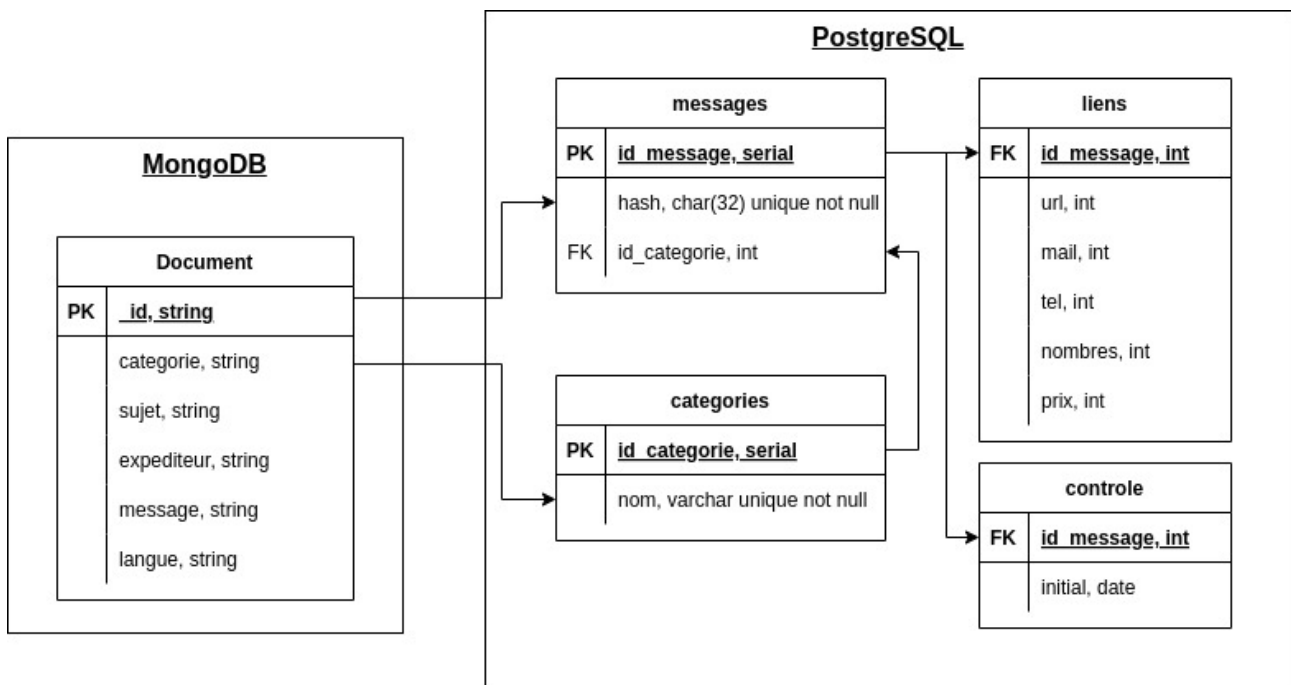 PostgreSQL
messages
PK id_message, serial
hash, char(32) unique not null
FK id_categorie, int
liens
FK id_message, int
url, int
mail, int
tel, int
nombres, int
prix, int
MongoDB
Document
PK _id, string
categorie, string
sujet, string
expediteur, string
message, string
langue, string
categories
PK id_categorie, serial
nom, varchar unique not null
controle
FK id_message, int
initial, date